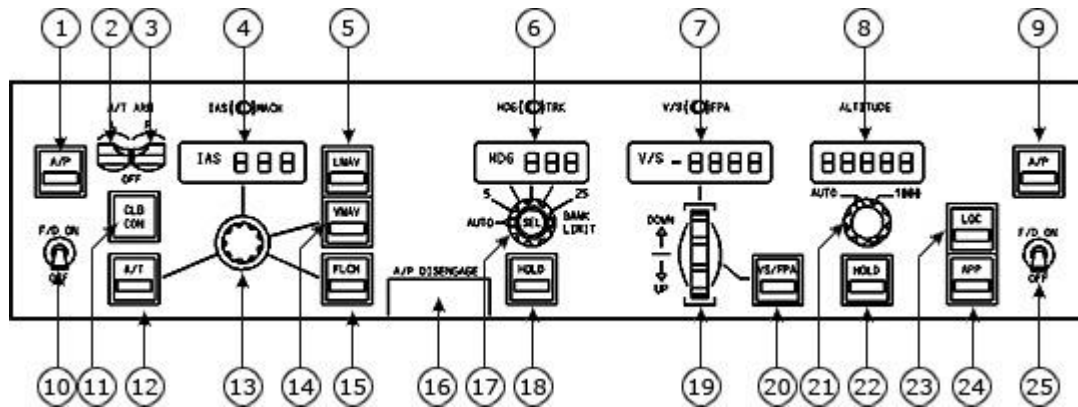 1 2 3 4 5 6 7 8 9
A/T ARM IAS MACH HDG TRK V/S FPA ALTITUDE
L R
A/P OFF IAS 888 LNAV HDG 888 V/S -8888 88888 A/P
5 25 AUTO 1000
CLB CON VNAV AUTO SEL BANK LIMIT DOWN LOC
F/D ON F/D ON
OFF A/T FLCH A/P DISENGAGE HOLD UP VS/FPA HOLD APP OFF
10 11 12 13 14 15 16 17 18 19 20 21 22 23 24 25